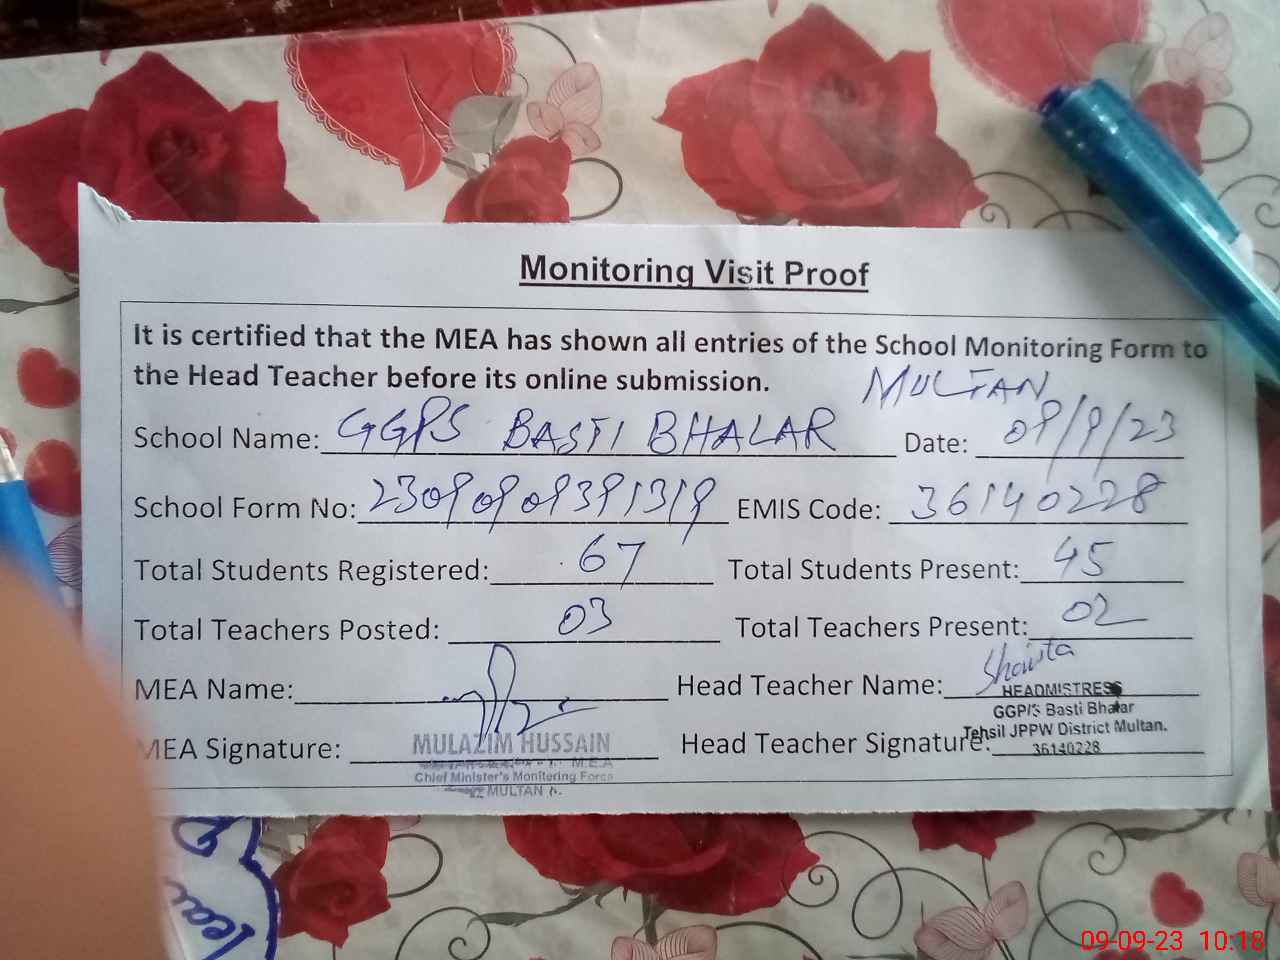 Monitoring Visit Proof
It is certified that the MEA has shown all entries of the School Monitoring Form to
the Head Teacher before its online submission.
MULTAN
School Name: GGPS BASTI BHALAR Date: 09/9/23
School Form No: 23090909391319 EMIS Code: 36140228
Total Students Registered: 67 Total Students Present: 45
Total Teachers Posted: 03 Total Teachers Present: 02
MEA Name: Head Teacher Name: Shaista
HEADMISTRESS
GGP/S Basti Bhalar
Tehsil JPPW District Multan.
36140228
MEA Signature: Head Teacher Signature:
MULAZIM HUSSAIN
M.E.A
Chief Minister's Monitoring Force
MULTAN
09-09-23 10:18